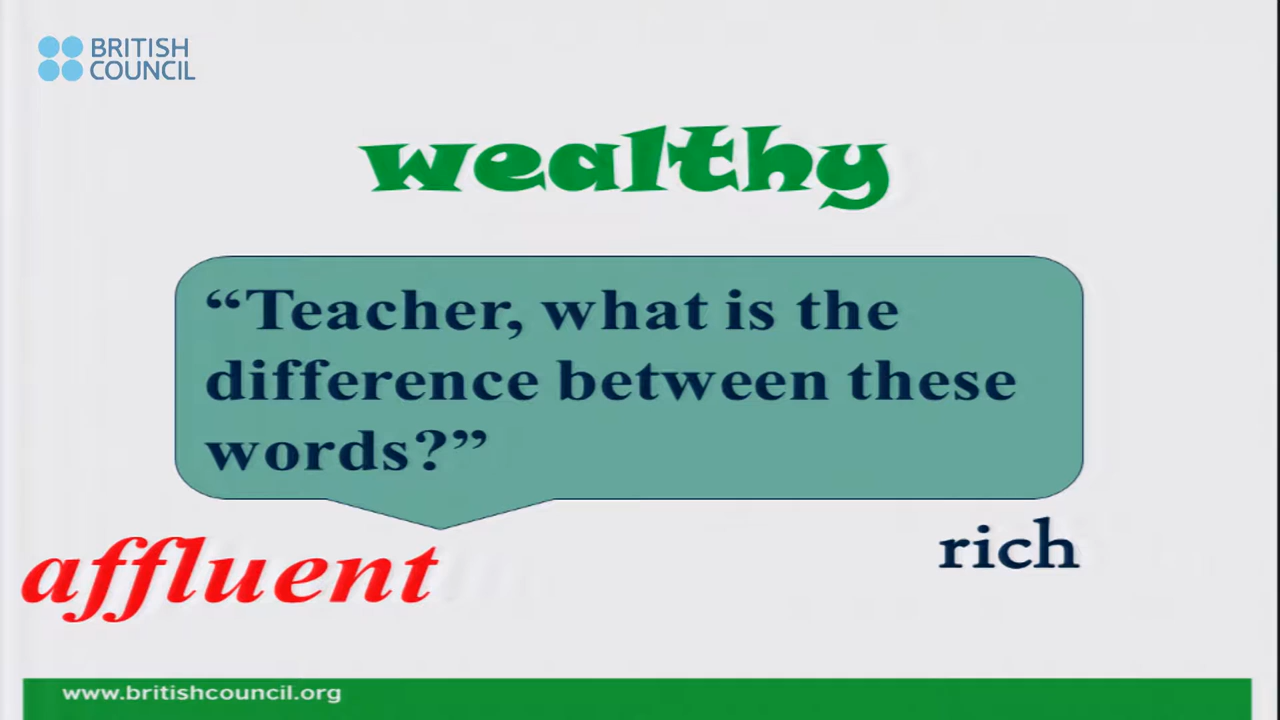 BRITISH
COUNCIL
wealthy
“Teacher, what is the
difference between these
words?”
affluent
rich
www.britishcouncil.org